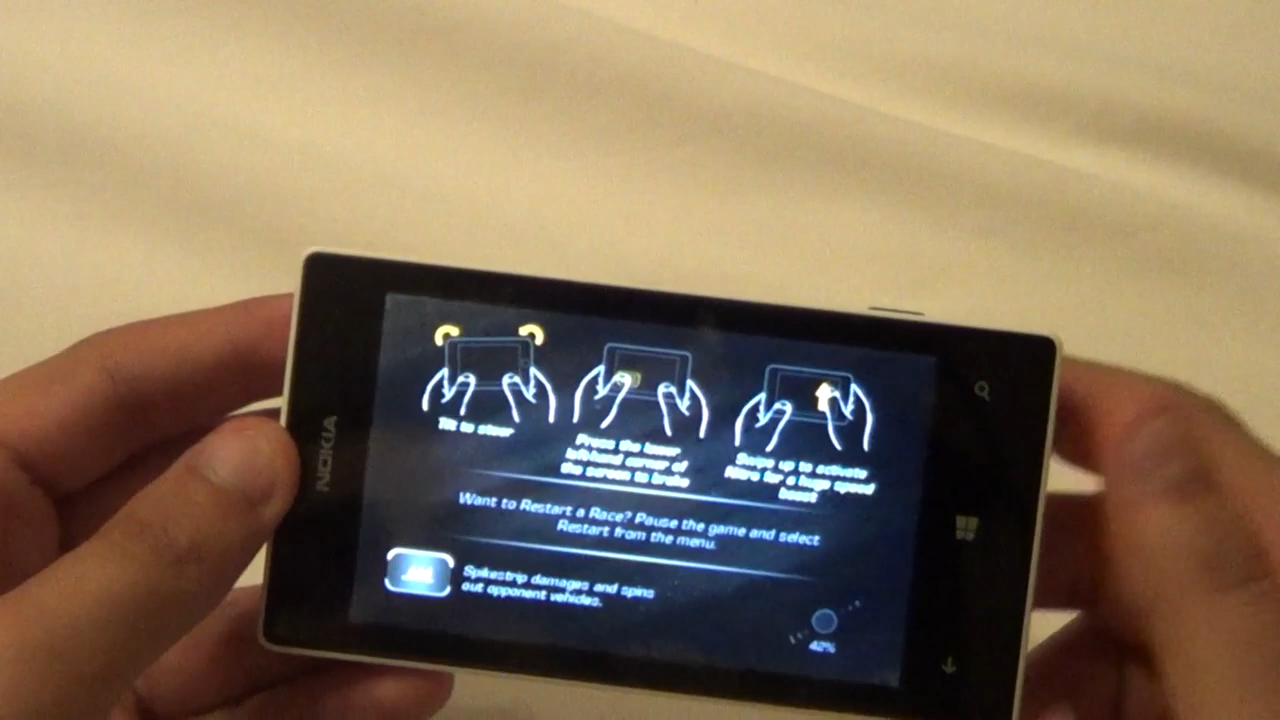 NOKIA
Tilt to steer
Press the lower
left-hand corner of
the screen to brake
Swipe up to activate
Nitro for a huge speed
boost
Want to Restart a Race? Pause the game and select
Restart from the menu.
Spikestrip damages and spins
out opponent vehicles.
42%